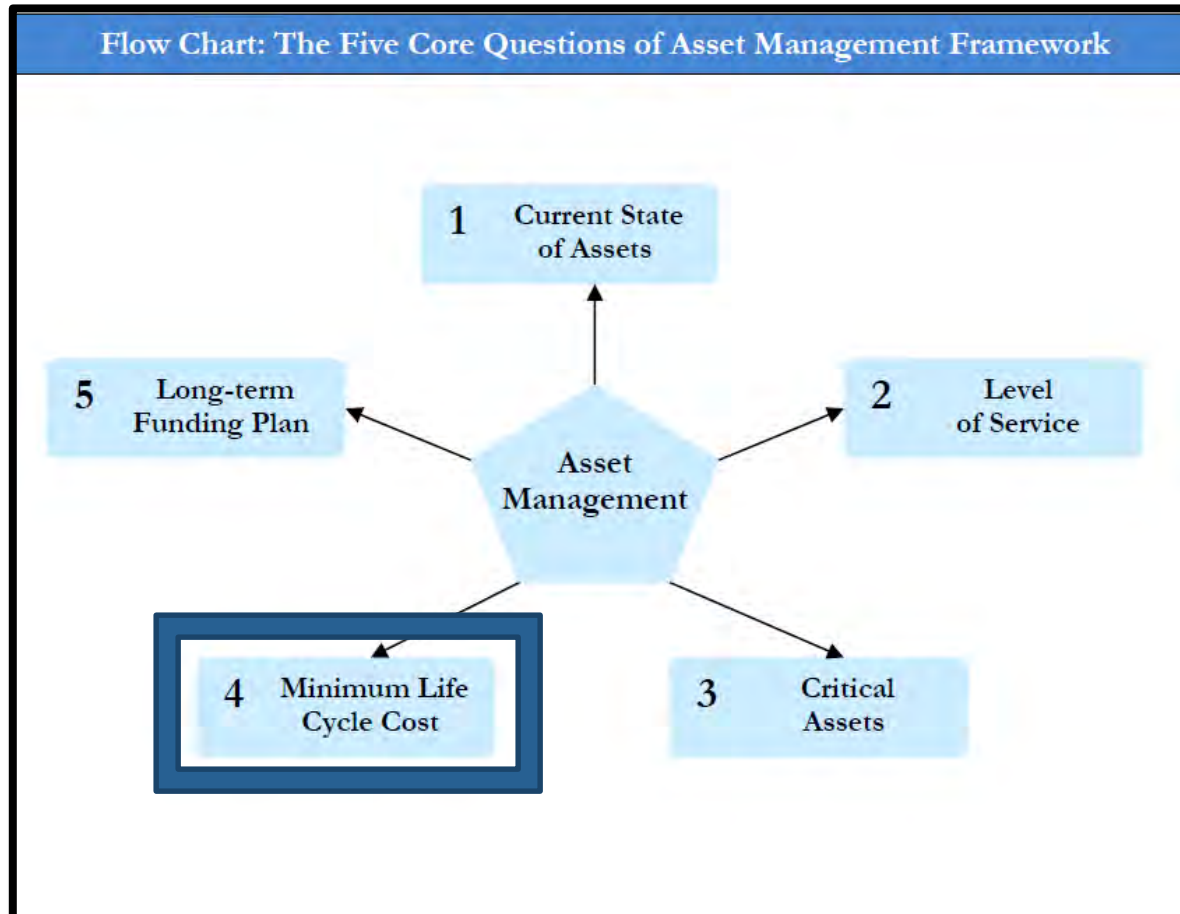 Flow Chart: The Five Core Questions of Asset Management Framework
1 Current State
of Assets
5 Long-term
Funding Plan
2 Level
of Service
Asset
Management
4 Minimum Life
Cycle Cost
3 Critical
Assets